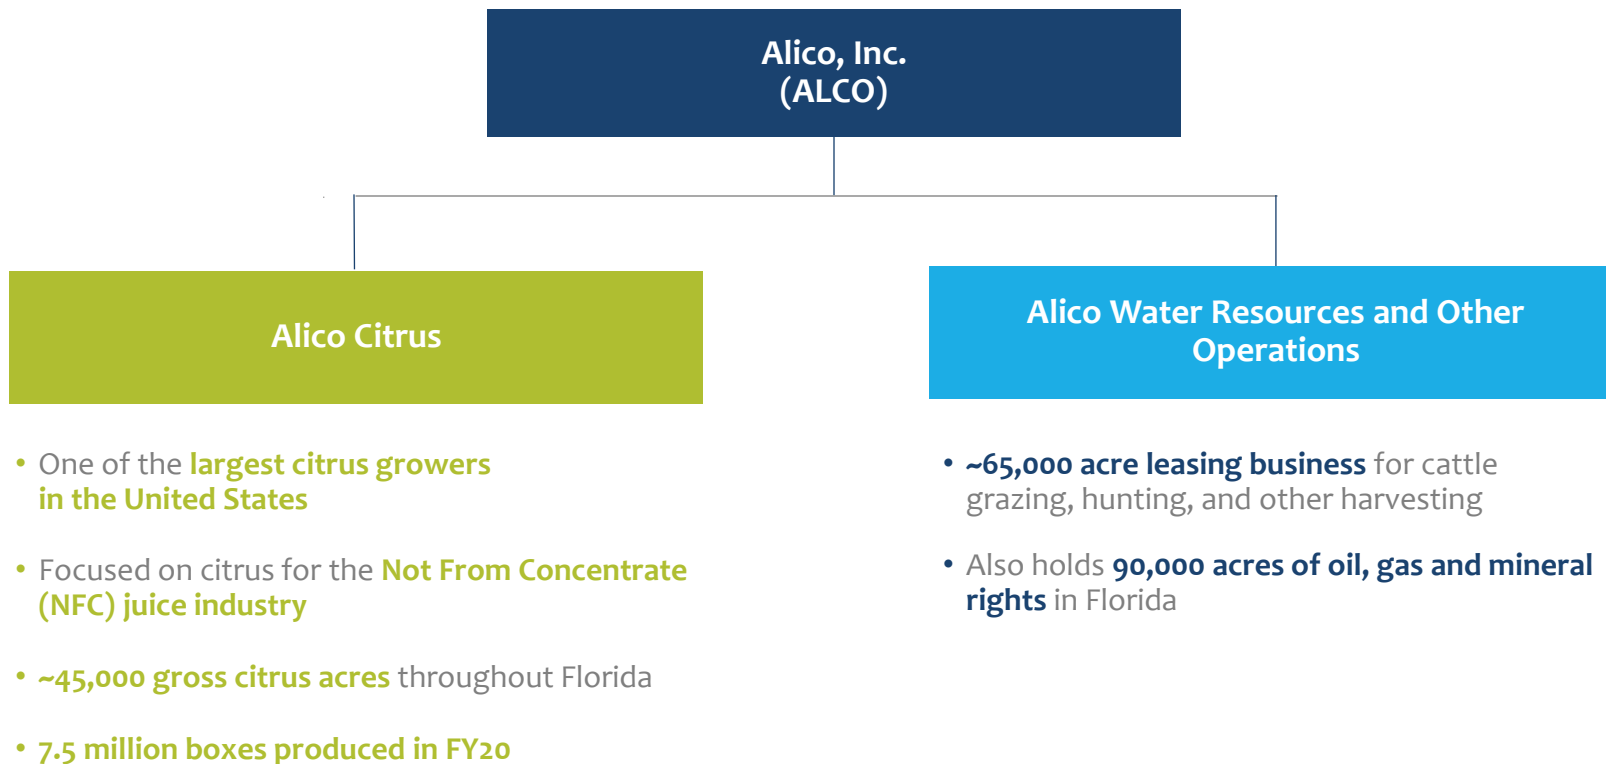 Alico, Inc.
(ALCO)
Alico Citrus
• One of the largest citrus growers
in the United States
• Focused on citrus for the Not From Concentrate
(NFC) juice industry
• ~45,000 gross citrus acres throughout Florida
• 7.5 million boxes produced in FY20
Alico Water Resources and Other
Operations
• ~65,000 acre leasing business for cattle
grazing, hunting, and other harvesting
• Also holds 90,000 acres of oil, gas and mineral
rights in Florida